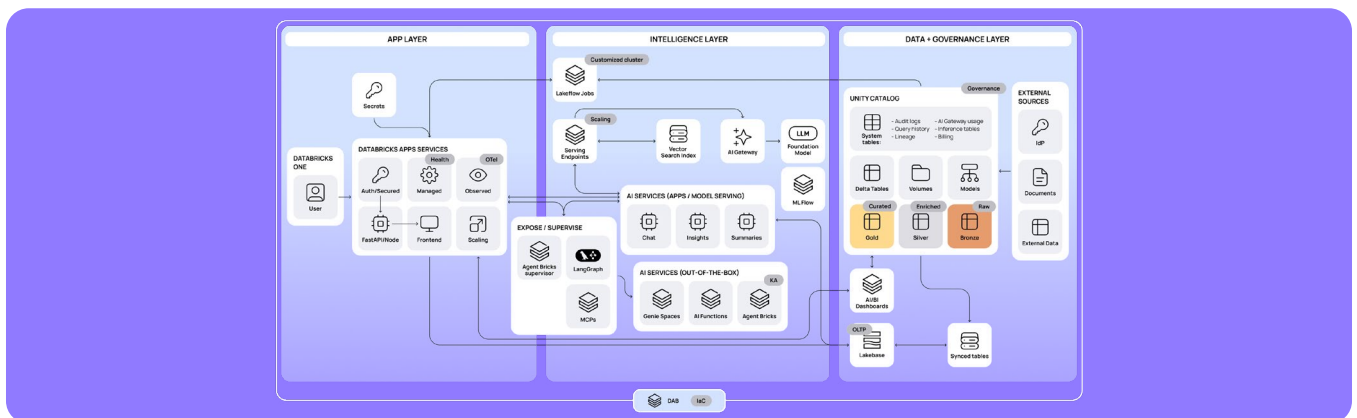 APP LAYER
Secrets
DATABRICKS
ONE
User
DATABRICKS APPS SERVICES
Health
OTel
Auth/Secured
Managed
Observed
FastAPI/Node
Frontend
Scaling
INTELLIGENCE LAYER
Customized cluster
Lakeflow Jobs
Scaling
Serving
Endpoints
Vector
Search Index
AI Gateway
LLM
Foundation
Model
MLFlow
AI SERVICES (APPS / MODEL SERVING)
Chat
Insights
Summaries
EXPOSE / SUPERVISE
Agent Bricks
supervisor
LangGraph
MCPs
AI SERVICES (OUT-OF-THE-BOX)
KA
Genie Spaces
AI Functions
Agent Bricks
DATA + GOVERNANCE LAYER
Governance
UNITY CATALOG
System
tables:
- Audit logs
- Query history
- Lineage
- AI Gateway usage
- Inference tables
- Billing
Delta Tables
Volumes
Models
Curated
Enriched
Raw
Gold
Silver
Bronze
EXTERNAL
SOURCES
IdP
Documents
External Data
AI/BI
Dashboards
OLTP
Lakebase
Synced tables
DAB
IaC